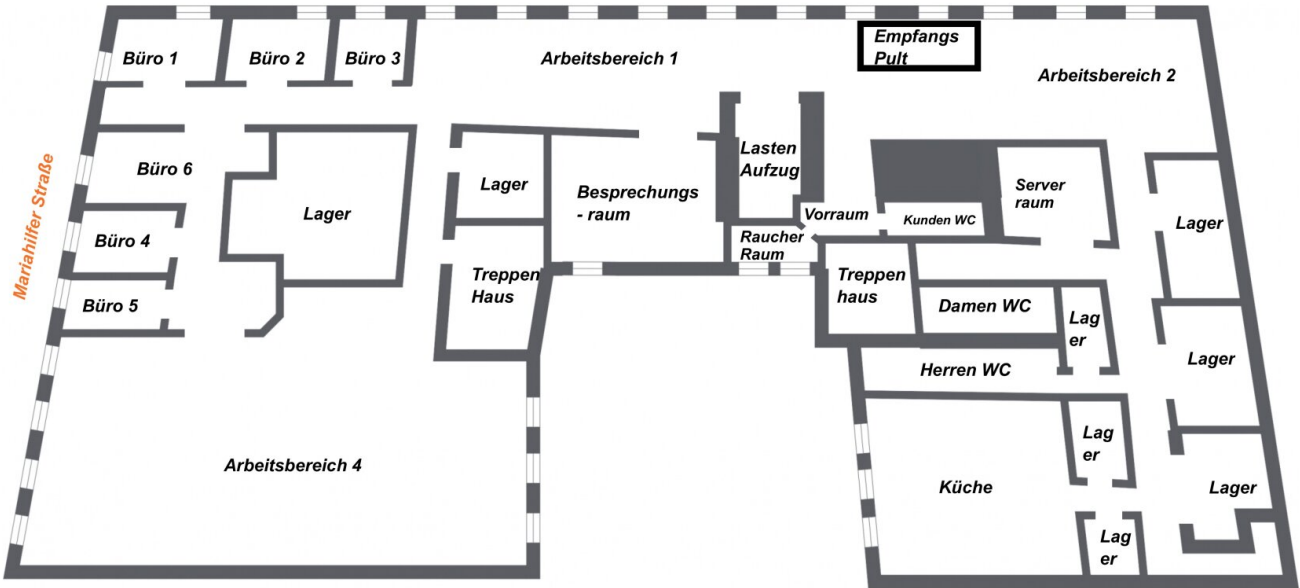 Büro 1
Büro 2
Büro 3
Arbeitsbereich 1
Empfangs
Pult
Arbeitsbereich 2
Mariahilfer Straße
Büro 6
Lager
Lager
Besprechungs
- raum
Lasten
Aufzug
Vorraum
Kunden WC
Server
raum
Lager
Büro 4
Raucher
Raum
Büro 5
Treppen
Haus
Treppen
haus
Damen WC
Lag
er
Lager
Herren WC
Arbeitsbereich 4
Küche
Lag
er
Lager
Lag
er